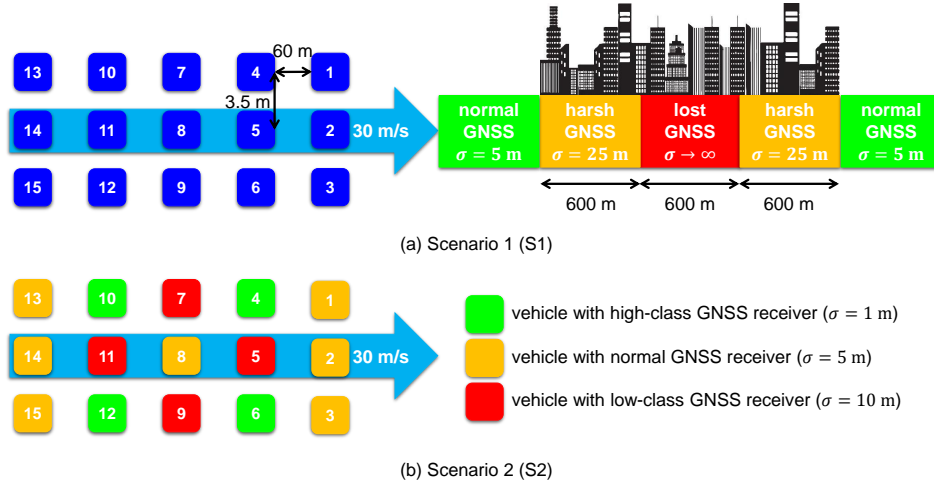 60 m
13 10 7 4 1
3.5 m
14 11 8 5 2 30 m/s
15 12 9 6 3
normal GNSS σ = 5 m
harsh GNSS σ = 25 m
lost GNSS σ → ∞
harsh GNSS σ = 25 m
normal GNSS σ = 5 m
600 m 600 m 600 m
(a) Scenario 1 (S1)
13 10 7 4 1
14 11 8 5 2 30 m/s
15 12 9 6 3
vehicle with high-class GNSS receiver (σ = 1 m)
vehicle with normal GNSS receiver (σ = 5 m)
vehicle with low-class GNSS receiver (σ = 10 m)
(b) Scenario 2 (S2)